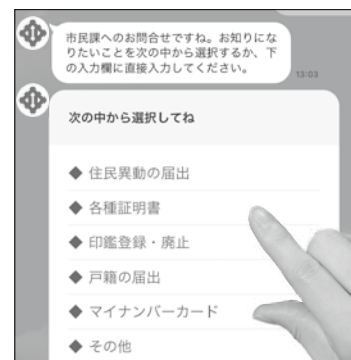 市民課へのお問合せですね。お知りにな
りたいことを次の中から選択するか、下
の入力欄に直接入力してください。
13:03
次の中から選択してね
◆ 住民異動の届出
◆ 各種証明書
◆ 印鑑登録・廃止
◆ 戸籍の届出
◆ マイナンバーカード
◆ その他